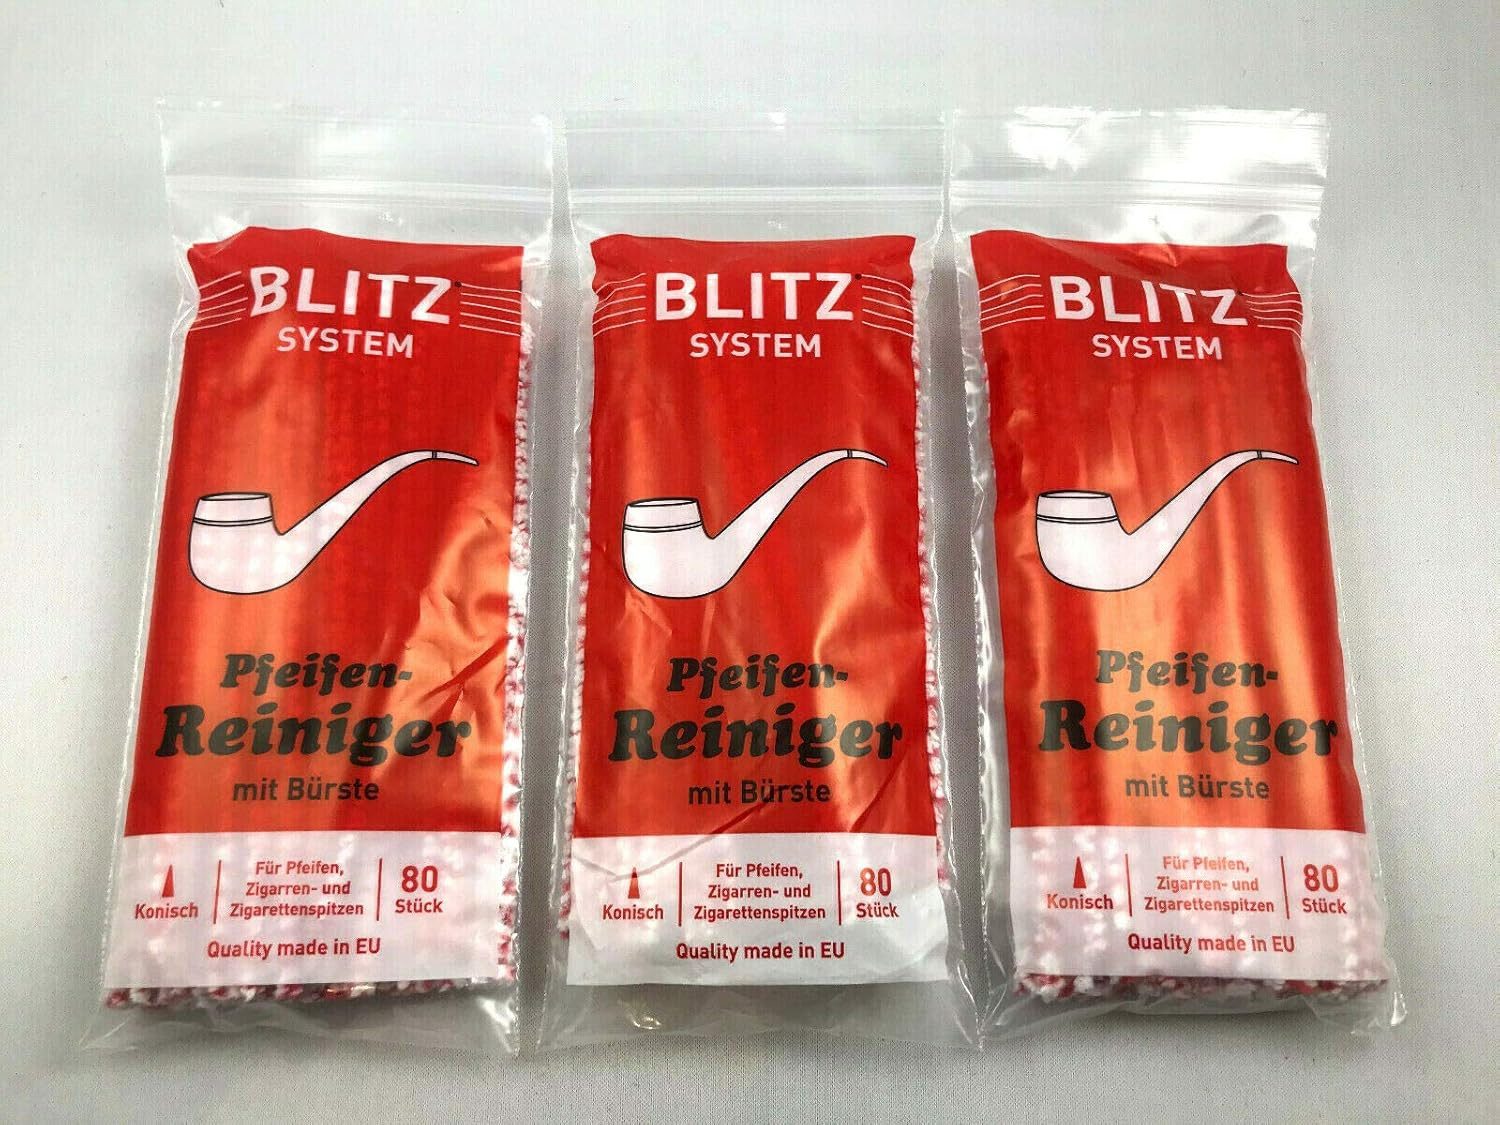 BLITZ®
SYSTEM
Pfeifen-
Reiniger
mit Bürste
Konisch
Für Pfeifen,
Zigarren- und
Zigarettenspitzen
80
Stück
Quality made in EU
BLITZ®
SYSTEM
Pfeifen-
Reiniger
mit Bürste
Konisch
Für Pfeifen,
Zigarren- und
Zigarettenspitzen
80
Stück
Quality made in EU
BLITZ®
SYSTEM
Pfeifen-
Reiniger
mit Bürste
Konisch
Für Pfeifen,
Zigarren- und
Zigarettenspitzen
80
Stück
Quality made in EU